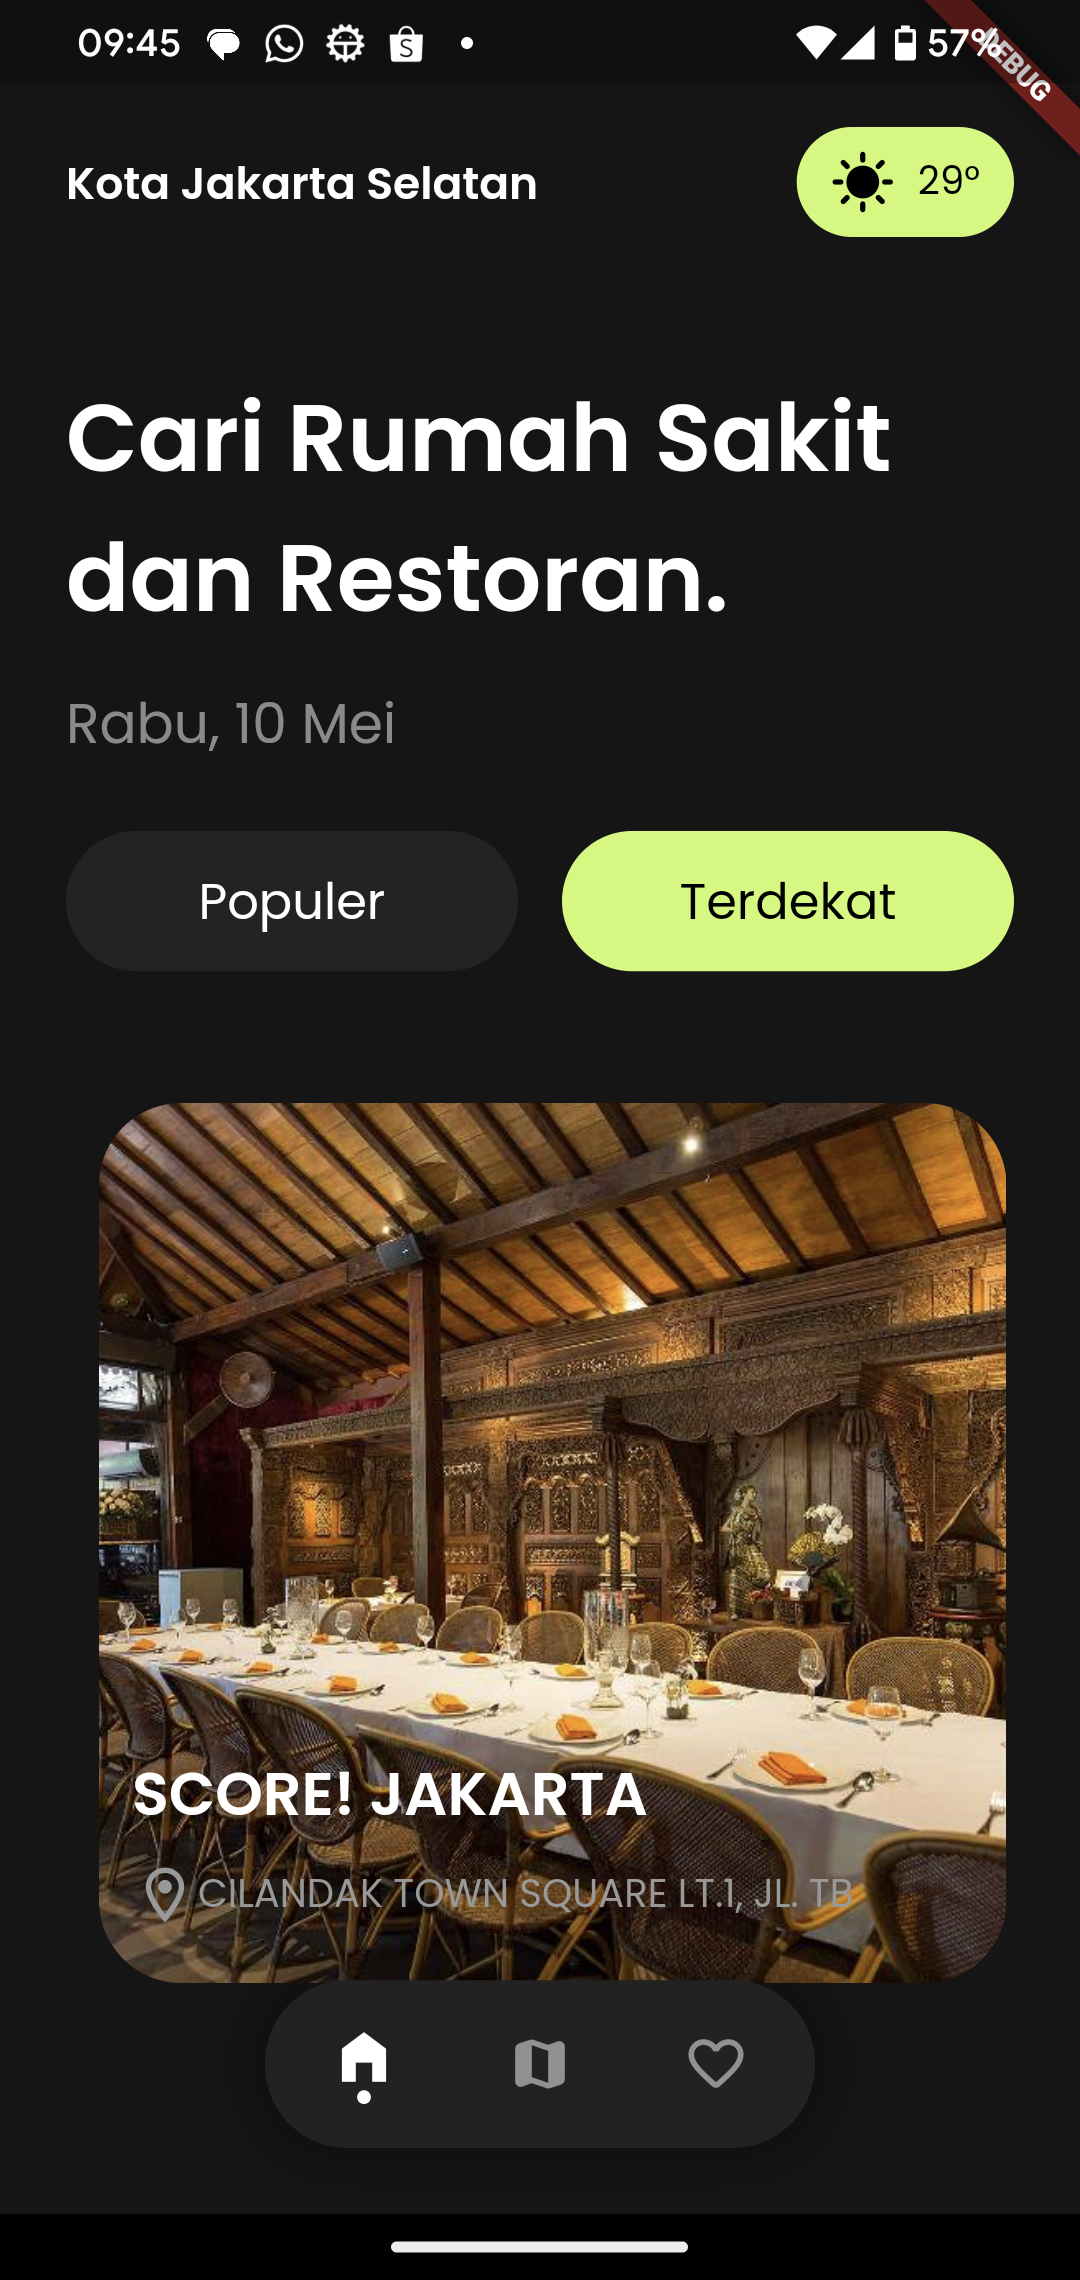 09:45
57%
DEBUG
Kota Jakarta Selatan
29°
Cari Rumah Sakit
dan Restoran.
Rabu, 10 Mei
Populer
Terdekat
SCORE! JAKARTA
CILANDAK TOWN SQUARE LT.1, JL. TB